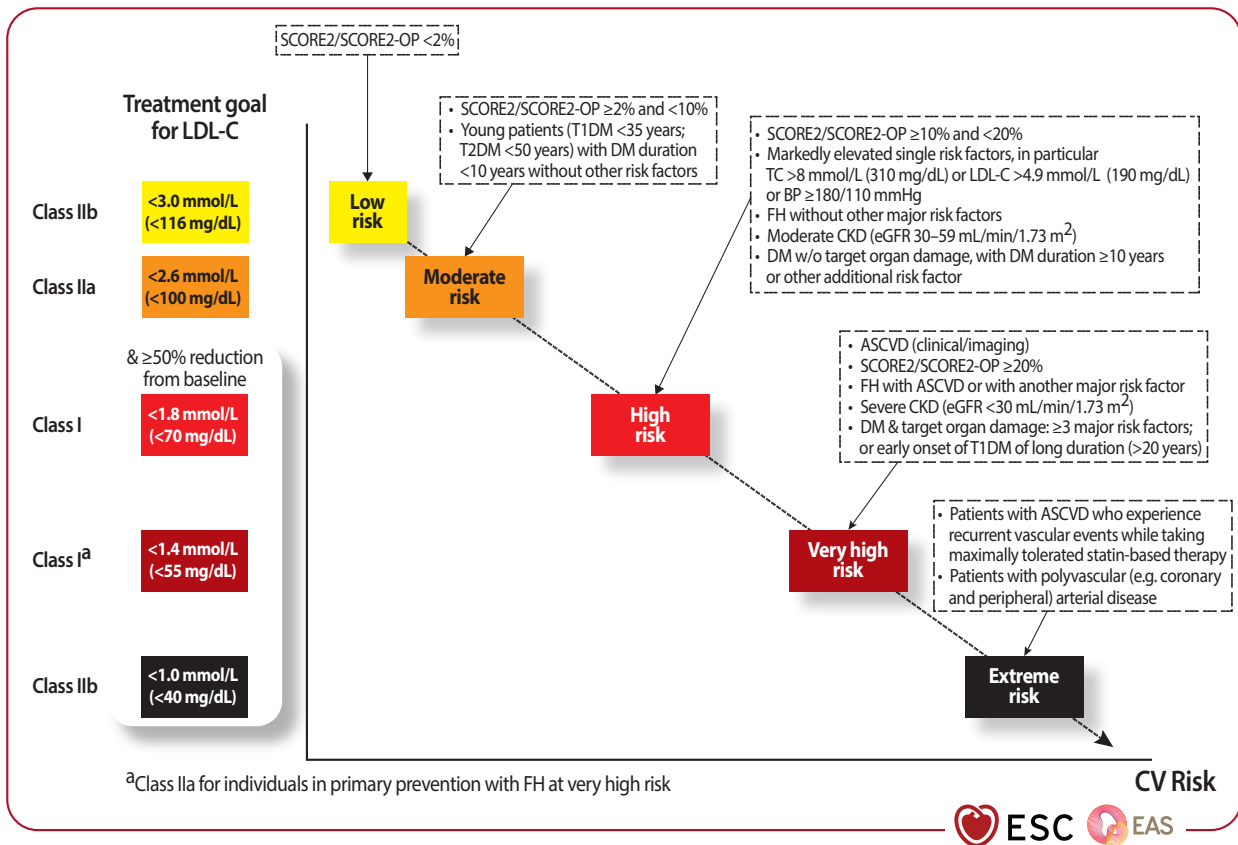 SCORE2/SCORE2-OP <2%
Treatment goal
for LDL-C
• SCORE2/SCORE2-OP ≥2% and <10%
• Young patients (T1DM <35 years;
T2DM <50 years) with DM duration
<10 years without other risk factors
• SCORE2/SCORE2-OP ≥10% and <20%
• Markedly elevated single risk factors, in particular
TC >8 mmol/L (310 mg/dL) or LDL-C >4.9 mmol/L (190 mg/dL)
or BP ≥180/110 mmHg
• FH without other major risk factors
• Moderate CKD (eGFR 30–59 mL/min/1.73 m²)
• DM w/o target organ damage, with DM duration ≥10 years
or other additional risk factor
Class IIb
<3.0 mmol/L
(<116 mg/dL)
Low
risk
Class IIa
<2.6 mmol/L
(<100 mg/dL)
Moderate
risk
& ≥50% reduction
from baseline
• ASCVD (clinical/imaging)
• SCORE2/SCORE2-OP ≥20%
• FH with ASCVD or with another major risk factor
• Severe CKD (eGFR <30 mL/min/1.73 m²)
• DM & target organ damage: ≥3 major risk factors;
or early onset of T1DM of long duration (>20 years)
Class I
<1.8 mmol/L
(<70 mg/dL)
High
risk
• Patients with ASCVD who experience
recurrent vascular events while taking
maximally tolerated statin-based therapy
• Patients with polyvascular (e.g. coronary
and peripheral) arterial disease
Class Iᵃ
<1.4 mmol/L
(<55 mg/dL)
Very high
risk
Class IIb
<1.0 mmol/L
(<40 mg/dL)
Extreme
risk
ᵃClass IIa for individuals in primary prevention with FH at very high risk
CV Risk
ESC
EAS